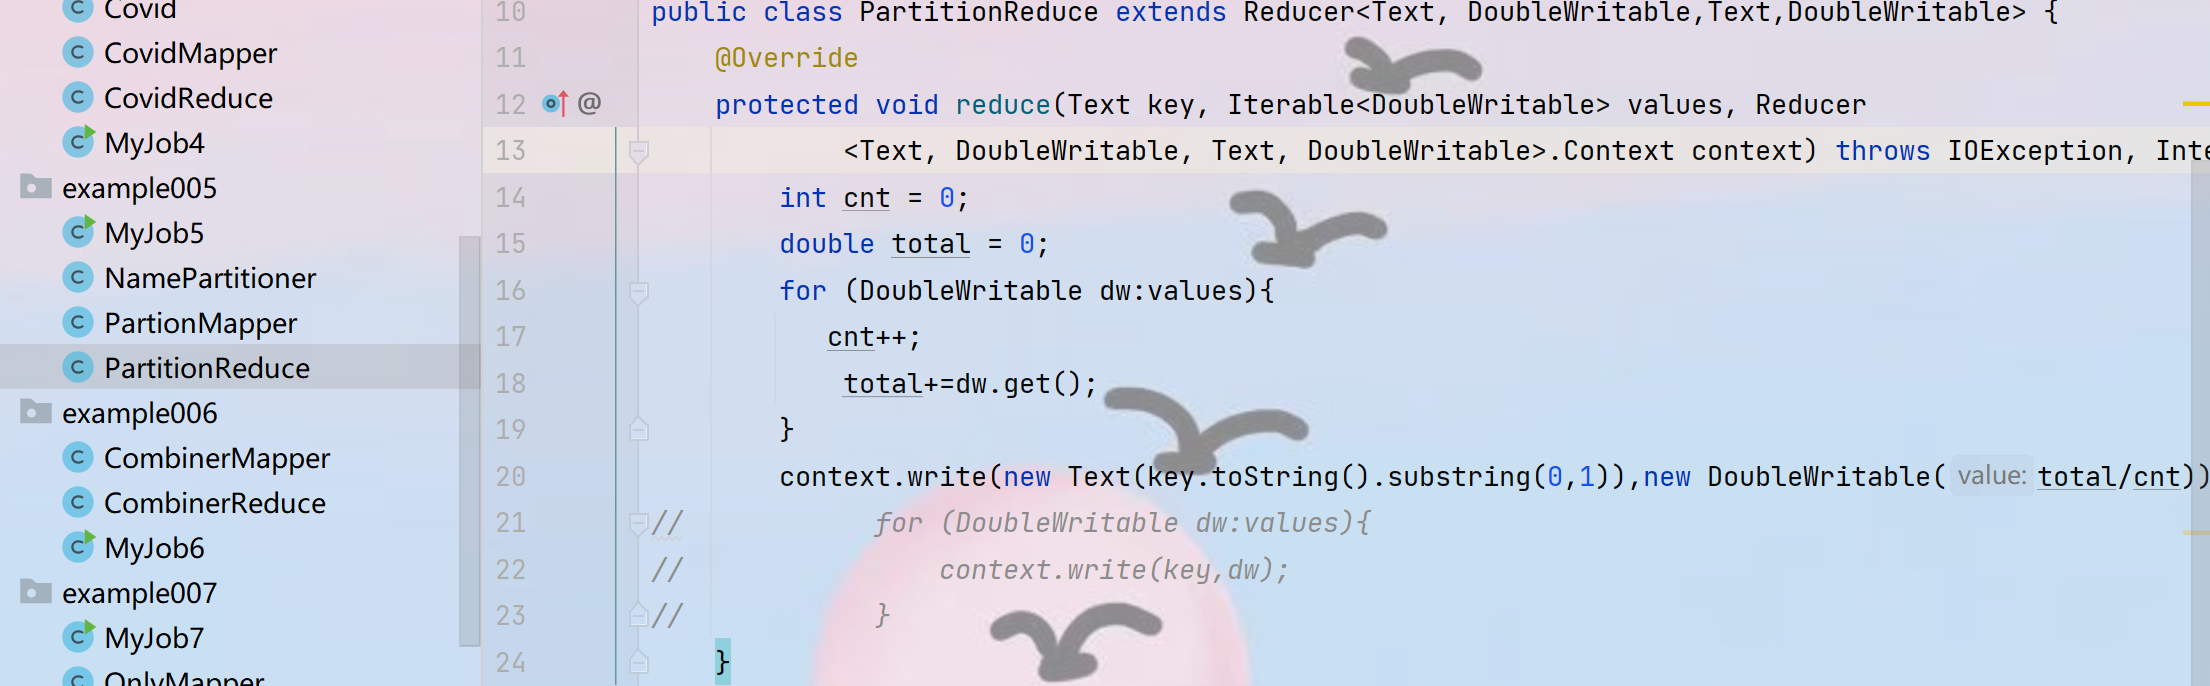 Covid
CovidMapper
CovidReduce
MyJob4
example005
MyJob5
NamePartitioner
PartionMapper
PartitionReduce
example006
CombinerMapper
CombinerReduce
MyJob6
example007
MyJob7
OnlyMapper
10 public class PartitionReduce extends Reducer<Text, DoubleWritable,Text,DoubleWritable> {
11 @Override
12 @ protected void reduce(Text key, Iterable<DoubleWritable> values, Reducer
13 <Text, DoubleWritable, Text, DoubleWritable>.Context context) throws IOException, Inte
14 int cnt = 0;
15 double total = 0;
16 for (DoubleWritable dw:values){
17 cnt++;
18 total+=dw.get();
19 }
20 context.write(new Text(key.toString().substring(0,1)),new DoubleWritable( value: total/cnt))
21 // for (DoubleWritable dw:values){
22 // context.write(key,dw);
23 // }
24 }